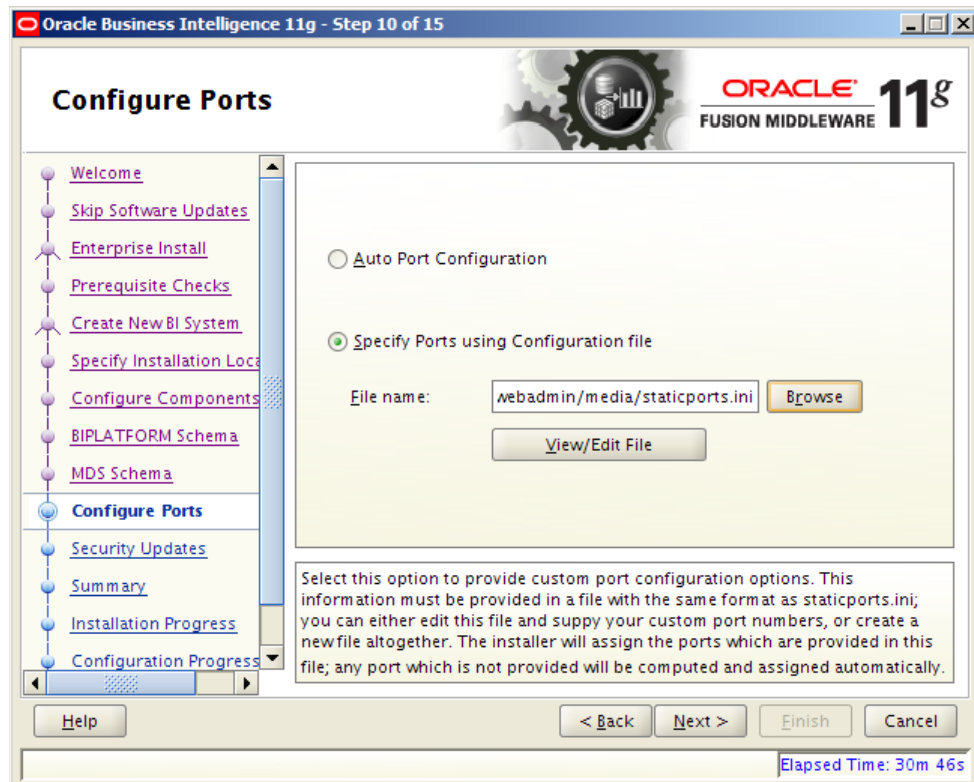 Oracle Business Intelligence 11g - Step 10 of 15
Configure Ports
ORACLE
FUSION MIDDLEWARE
11g
Welcome
Skip Software Updates
Enterprise Install
Prerequisite Checks
Create New BI System
Specify Installation Loca
Configure Components
BIPLATFORM Schema
MDS Schema
Configure Ports
Security Updates
Summary
Installation Progress
Configuration Progress
Auto Port Configuration
Specify Ports using Configuration file
File name: webadmin/media/staticports.ini Browse
View/Edit File
Select this option to provide custom port configuration options. This
information must be provided in a file with the same format as staticports.ini;
you can either edit this file and suppy your custom port numbers, or create a
new file altogether. The installer will assign the ports which are provided in this
file; any port which is not provided will be computed and assigned automatically.
Help < Back Next > Finish Cancel
Elapsed Time: 30m 46s